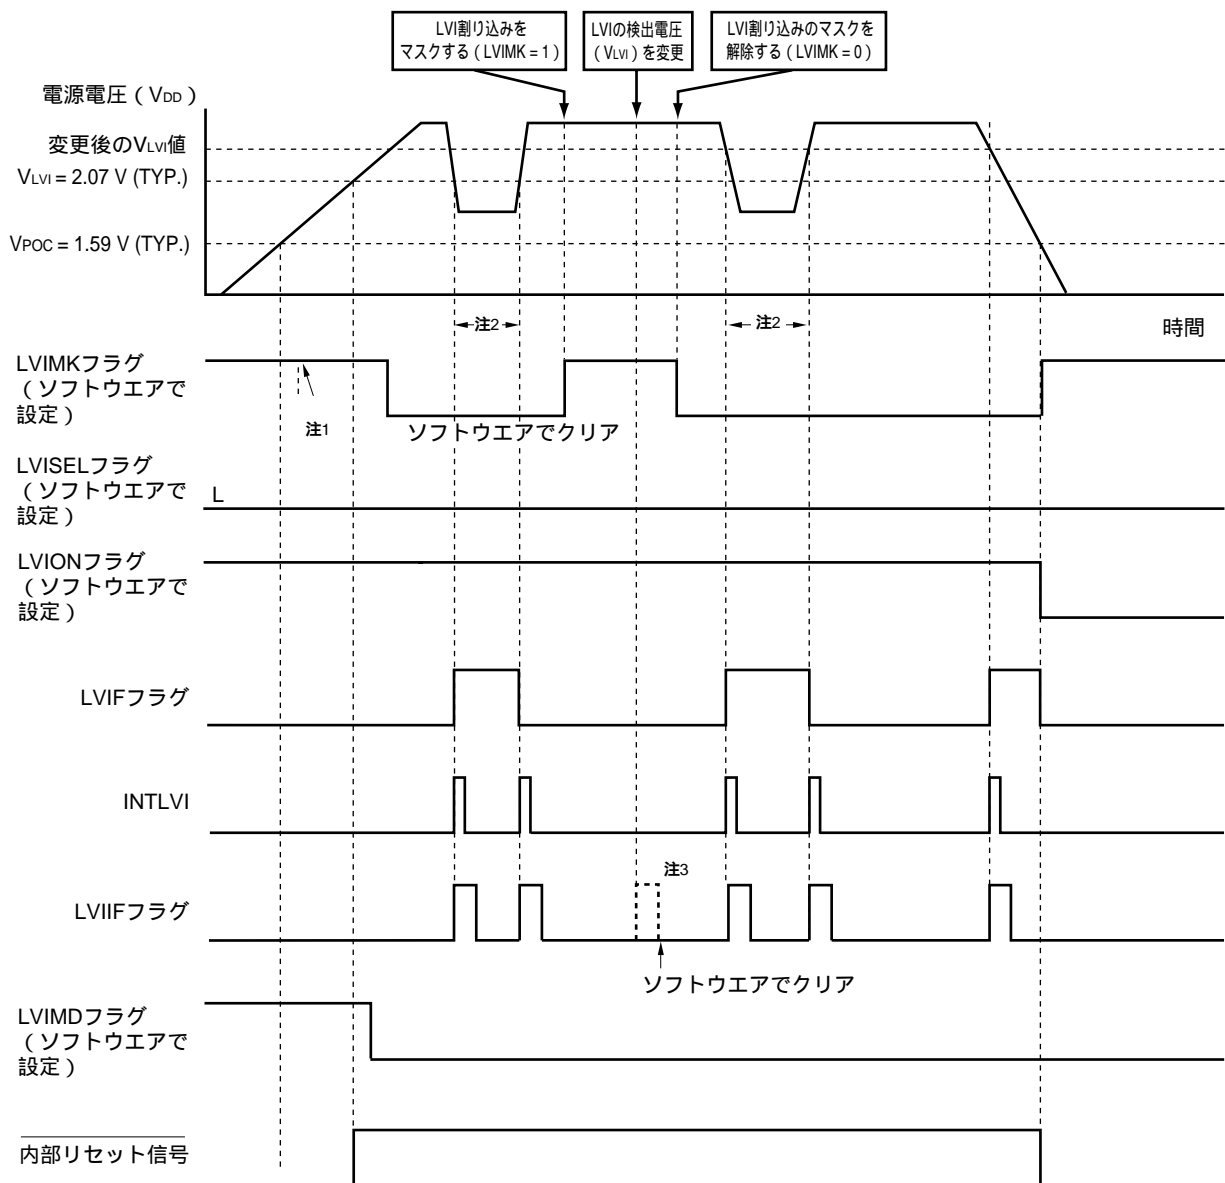 LVI割り込みを
マスクする（LVIMK = 1）
LVIの検出電圧
（VLVI）を変更
LVI割り込みのマスクを
解除する（LVIMK = 0）
電源電圧（VDD）
変更後のVLVI値
VLVI = 2.07 V (TYP.)
VPOC = 1.59 V (TYP.)
注2
注2
時間
LVIMKフラグ
（ソフトウエアで
設定）
注1
ソフトウエアでクリア
LVISELフラグ
（ソフトウエアで
設定）
L
LVIONフラグ
（ソフトウエアで
設定）
LVIFフラグ
INTLVI
注3
LVIIFフラグ
ソフトウエアでクリア
LVIMDフラグ
（ソフトウエアで
設定）
内部リセット信号